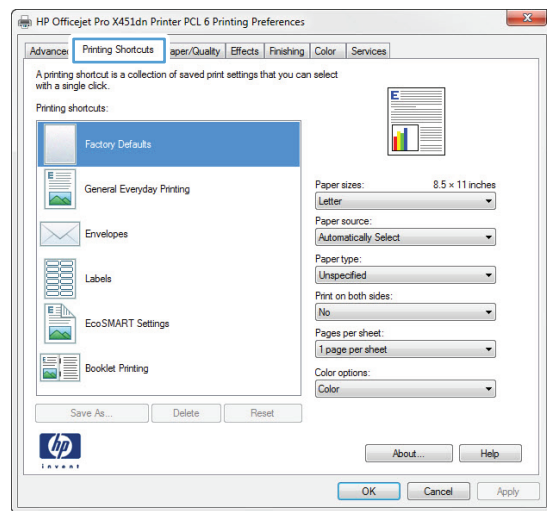 HP Officejet Pro X451dn Printer PCL 6 Printing Preferences
Advanced Printing Shortcuts Paper/Quality Effects Finishing Color Services
A printing shortcut is a collection of saved print settings that you can select
with a single click.
Printing shortcuts:
Factory Defaults
General Everyday Printing
Envelopes
Labels
EcoSMART Settings
Booklet Printing
Save As... Delete Reset
E
Paper sizes: 8.5 × 11 inches
Letter
Paper source:
Automatically Select
Paper type:
Unspecified
Print on both sides:
No
Pages per sheet:
1 page per sheet
Color options:
Color
hp
invent
About... Help
OK Cancel Apply